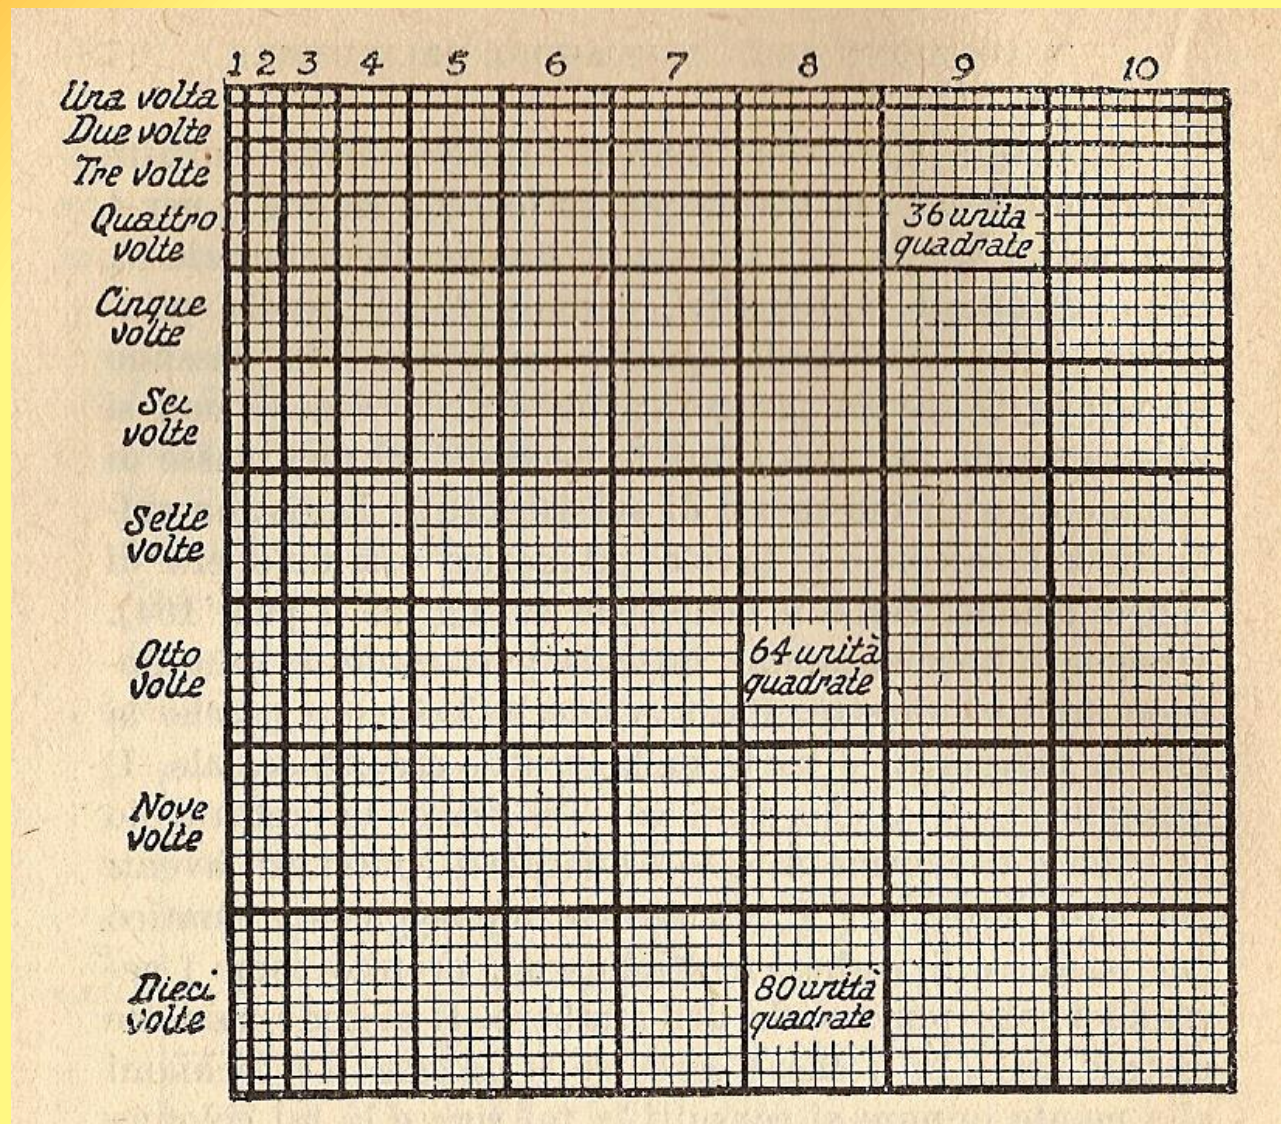 1 2 3 4 5 6 7 8 9 10
Una volta
Due volte
Tre volte
Quattro
volte
36 unità
quadrate
Cinque
volte
Sei
volte
Sette
volte
Otto
volte
64 unità
quadrate
Nove
volte
Dieci
volte
80 unità
quadrate